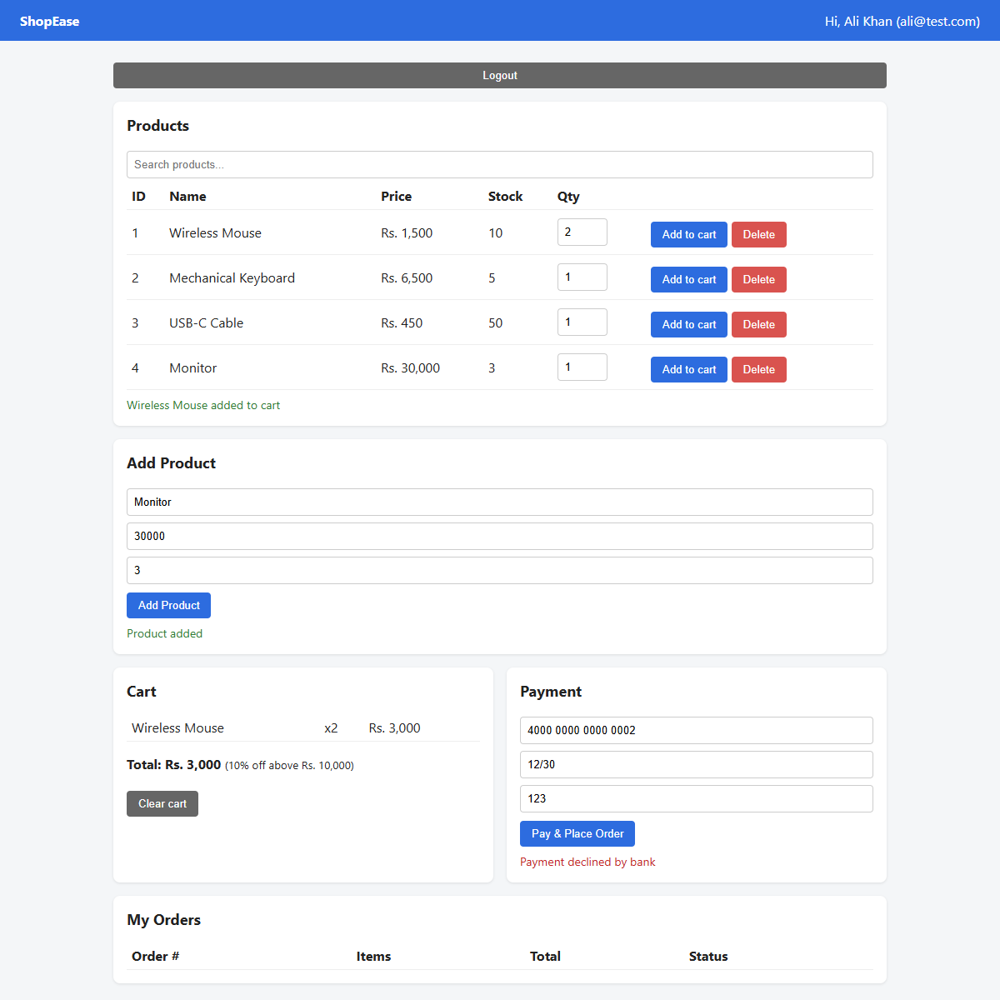 ShopEase Hi, Ali Khan (ali@test.com)
Logout
Products
Search products...
ID Name Price Stock Qty
1 Wireless Mouse Rs. 1,500 10 2 Add to cart Delete
2 Mechanical Keyboard Rs. 6,500 5 1 Add to cart Delete
3 USB-C Cable Rs. 450 50 1 Add to cart Delete
4 Monitor Rs. 30,000 3 1 Add to cart Delete
Wireless Mouse added to cart
Add Product
Monitor
30000
3
Add Product
Product added
Cart
Wireless Mouse x2 Rs. 3,000
Total: Rs. 3,000 (10% off above Rs. 10,000)
Clear cart
Payment
4000 0000 0000 0002
12/30
123
Pay & Place Order
Payment declined by bank
My Orders
Order # Items Total Status